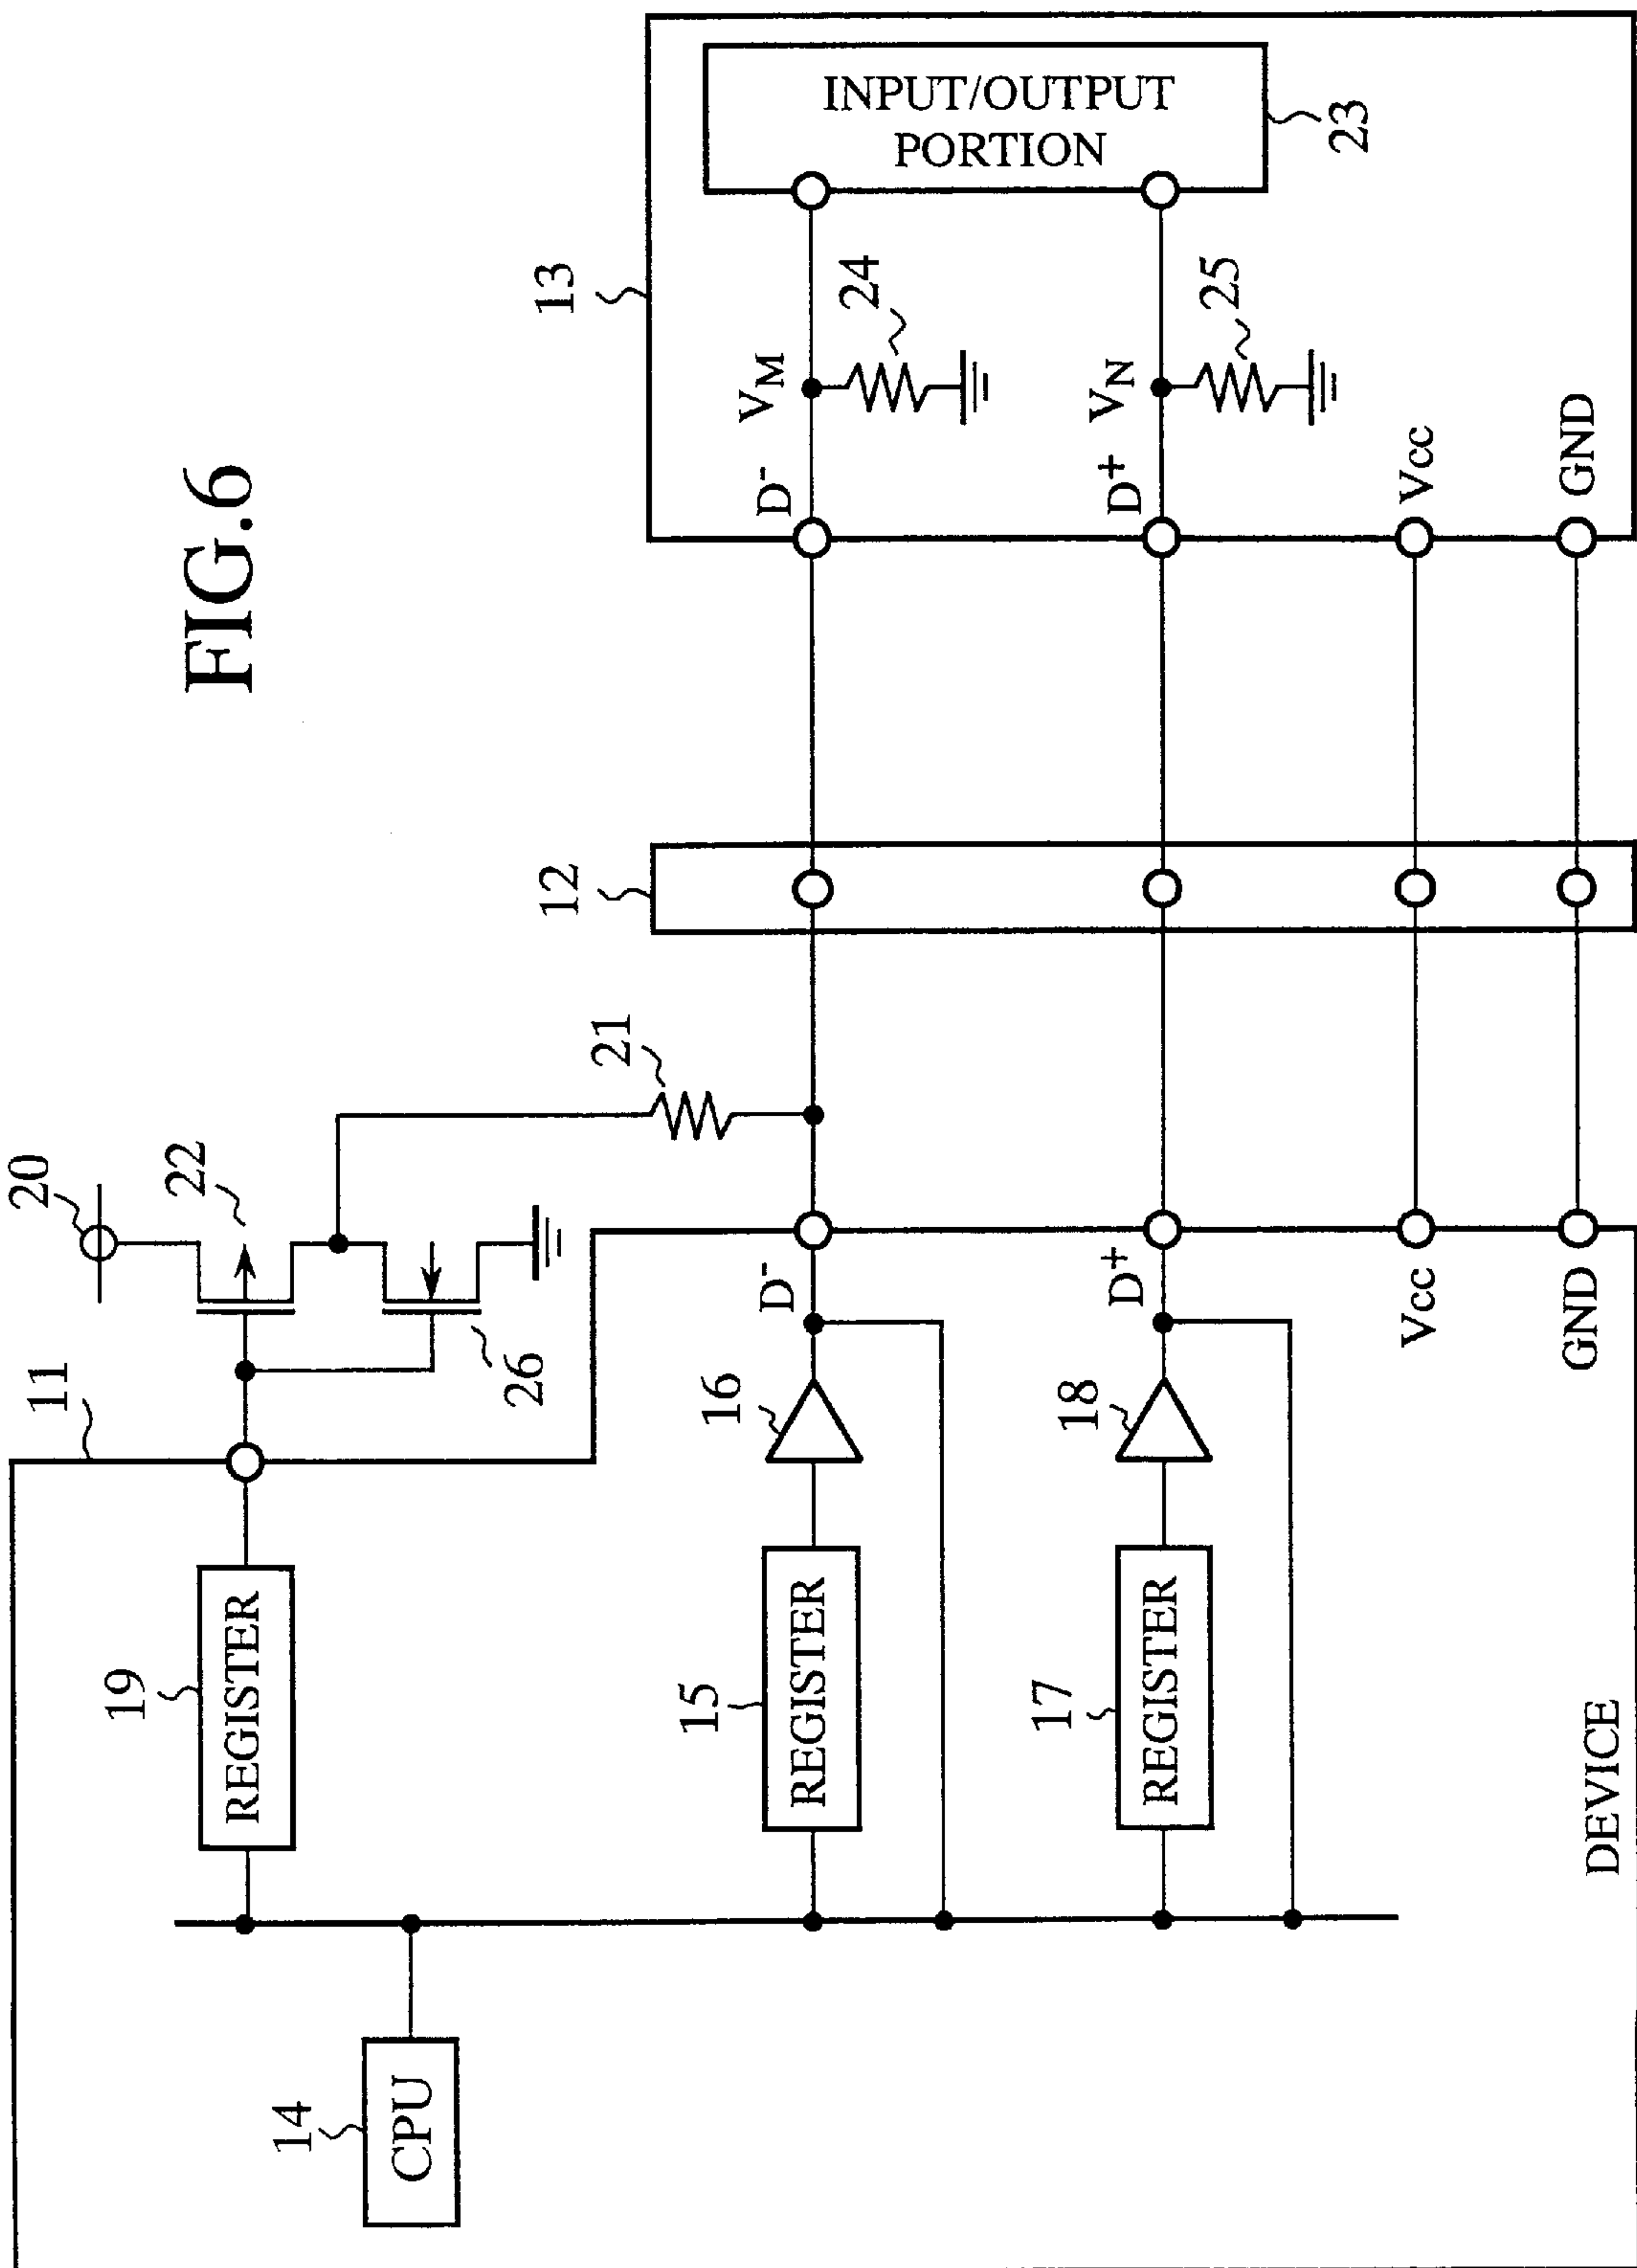 FIG.6
20
22
11
26
21
12
13
19
REGISTER
14
CPU
15
REGISTER
16
D-
17
REGISTER
18
D+
Vcc
GND
DEVICE
D-
VM
24
D+
VN
25
Vcc
GND
INPUT/OUTPUT
PORTION
23